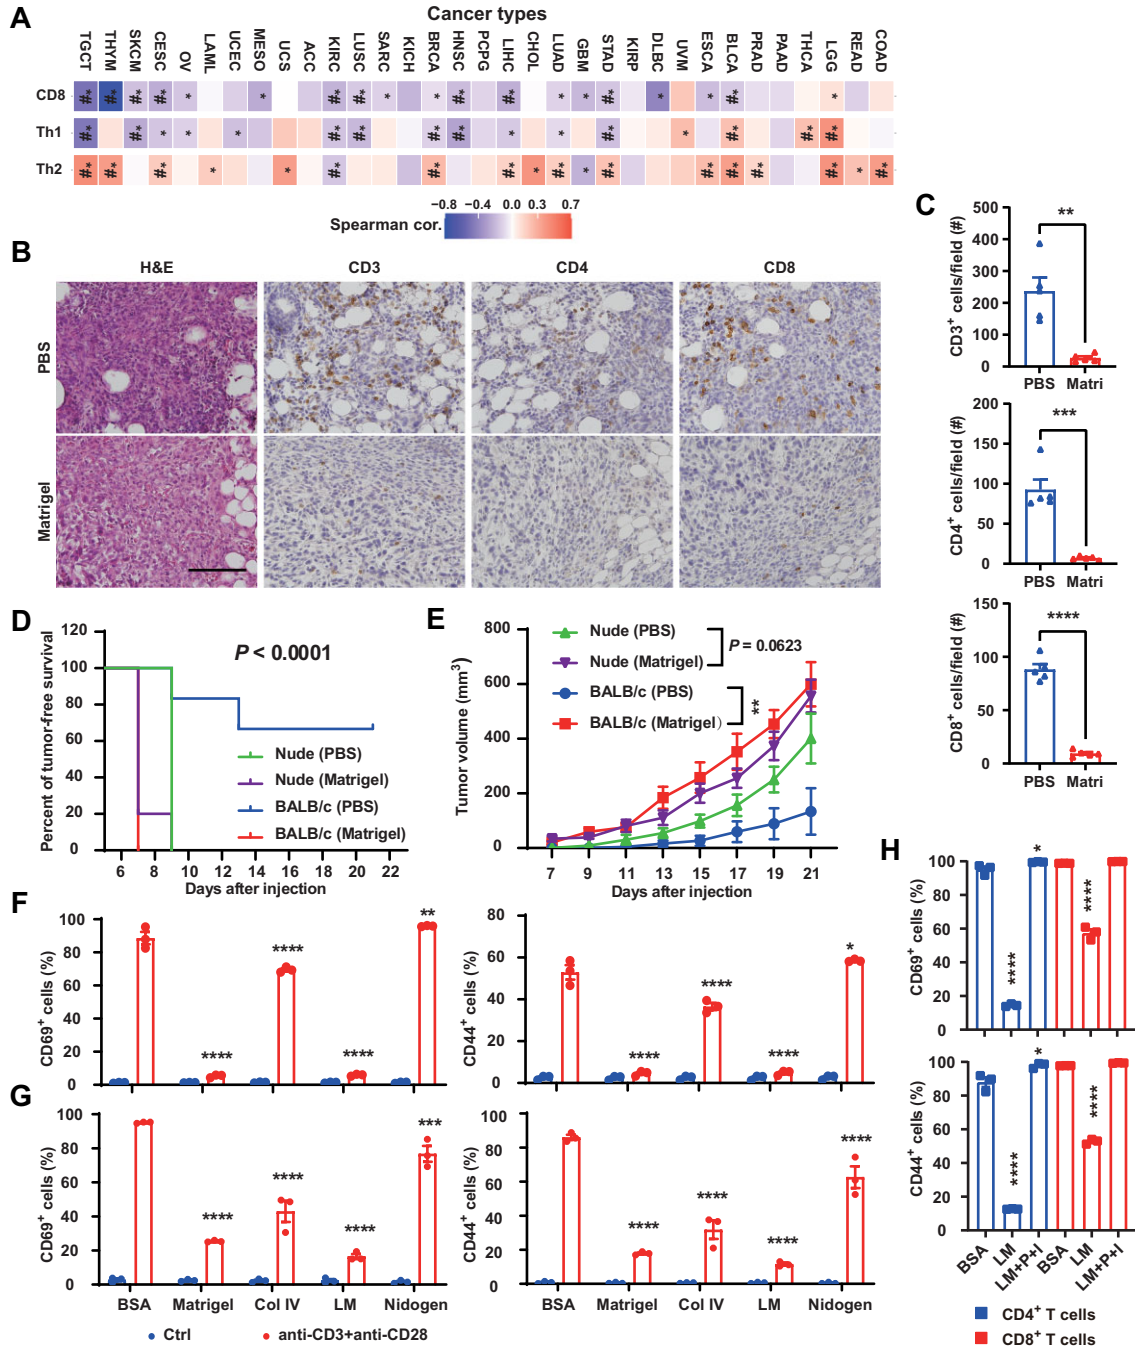 A
Cancer types
TGCT THYM SKCM CESC OV LAML UCEC MESO UCS ACC KIRC LUSC SARC KICH BRCA HNSC PCPG LIHC CHOL LUAD GBM STAD KIRP DLBC UVM ESCA BLCA PRAD PAAD THCA LGG READ COAD
CD8 #* #* #* #* * * #* #* * * #* #* * * #* * * #* *
Th1 #* #* * * * #* #* #* #* * * #* * #* #* #*
Th2 #* #* #* * * #* #* #* * #* * #* #* #* #* #* * #*
−0.8 −0.4 0.0 0.3 0.7
Spearman cor.
B
H&E CD3 CD4 CD8
PBS
Matrigel
C
CD3+ cells/field (#)
500
400
300
200
100
0
**
PBS Matri
CD4+ cells/field (#)
200
150
100
50
0
***
PBS Matri
CD8+ cells/field (#)
150
100
50
0
****
PBS Matri
D
Percent of tumor-free survival
120
100
80
60
40
20
0
P < 0.0001
Nude (PBS)
Nude (Matrigel)
BALB/c (PBS)
BALB/c (Matrigel)
6 8 10 12 14 16 18 20 22
Days after injection
E
Tumor volume (mm3)
800
600
400
200
0
Nude (PBS)
Nude (Matrigel)
P = 0.0623
BALB/c (PBS)
BALB/c (Matrigel)
**
7 9 11 13 15 17 19 21
Days after injection
F
CD69+ cells (%)
100
80
60
40
20
0
**** **** **** **
CD44+ cells (%)
80
60
40
20
0
**** **** **** *
G
CD69+ cells (%)
100
80
60
40
20
0
**** **** **** ***
BSA Matrigel Col IV LM Nidogen
CD44+ cells (%)
100
80
60
40
20
0
**** **** **** ****
BSA Matrigel Col IV LM Nidogen
Ctrl anti-CD3+anti-CD28
H
CD69+ cells (%)
100
80
60
40
20
0
**** * ****
CD44+ cells (%)
100
80
60
40
20
0
**** * ****
BSA LM LM+P+I BSA LM LM+P+I
CD4+ T cells
CD8+ T cells